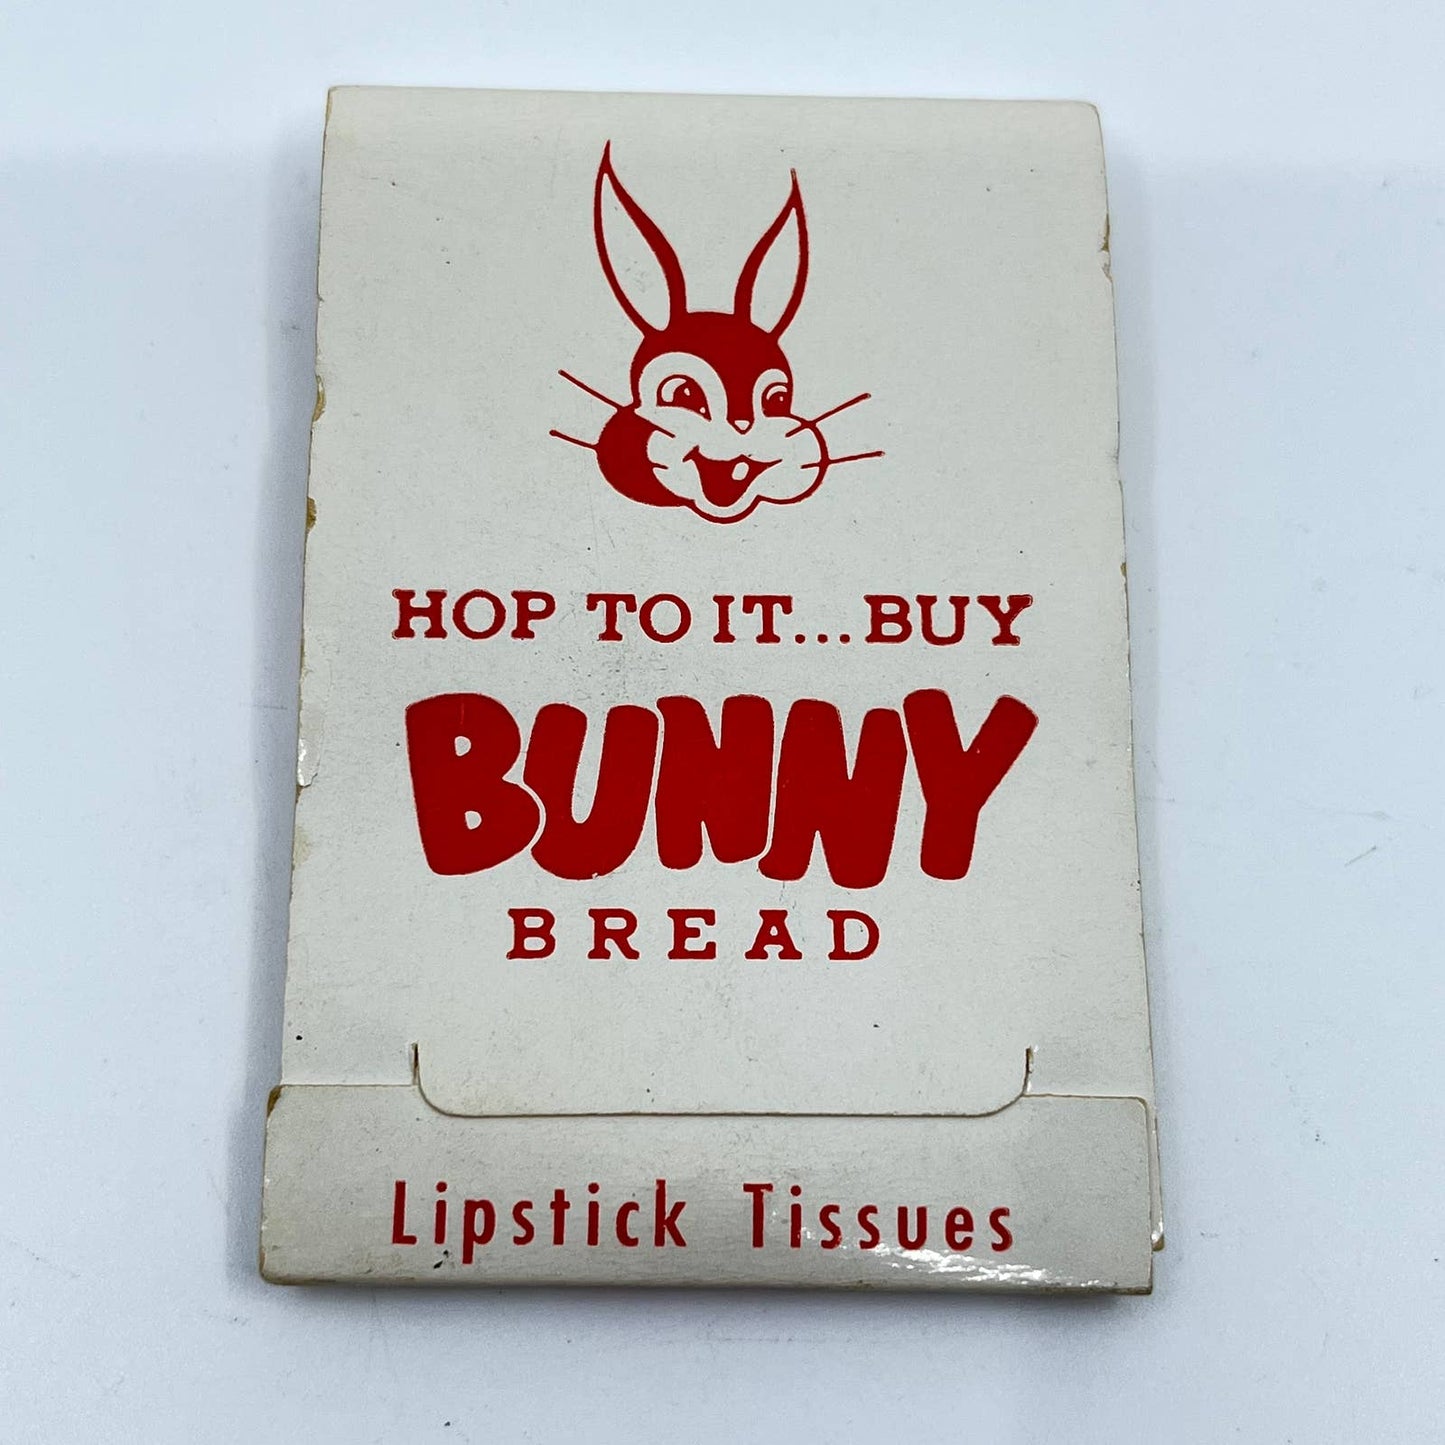 HOP TO IT...BUY
BUNNY
BREAD
Lipstick Tissues